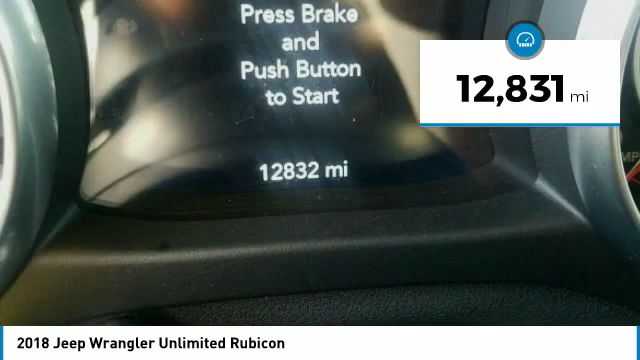 Press Brake
and
Push Button
to Start
12832 mi
12,831 mi
2018 Jeep Wrangler Unlimited Rubicon